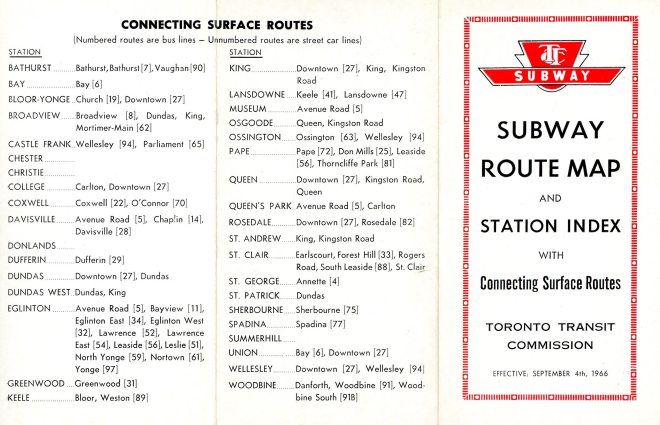 CONNECTING SURFACE ROUTES
(Numbered routes are bus lines – Unnumbered routes are street car lines)
STATION
BATHURST ........ Bathurst, Bathurst [7], Vaughan [90]
BAY ........ Bay [6]
BLOOR-YONGE .. Church [19], Downtown [27]
BROADVIEW ........ Broadview [8], Dundas, King,
Mortimer-Main [62]
CASTLE FRANK .. Wellesley [94], Parliament [65]
CHESTER ........
CHRISTIE ........
COLLEGE ........ Carlton, Downtown [27]
COXWELL ........ Coxwell [22], O'Connor [70]
DAVISVILLE ........ Avenue Road [5], Chaplin [14],
Davisville [28]
DONLANDS ........
DUFFERIN ........ Dufferin [29]
DUNDAS ........ Downtown [27], Dundas
DUNDAS WEST .. Dundas, King
EGLINTON ........ Avenue Road [5], Bayview [11],
Eglinton East [34], Eglinton West
[32], Lawrence [52], Lawrence
East [54], Leaside [56], Leslie [51],
North Yonge [59], Nortown [61],
Yonge [97]
GREENWOOD .... Greenwood [31]
KEELE ........ Bloor, Weston [89]
STATION
KING ........ Downtown [27], King, Kingston
Road
LANSDOWNE .... Keele [41], Lansdowne [47]
MUSEUM ........ Avenue Road [5]
OSGOODE ........ Queen, Kingston Road
OSSINGTON ........ Ossington [63], Wellesley [94]
PAPE ........ Pape [72], Don Mills [25], Leaside
[56], Thorncliffe Park [81]
QUEEN ........ Downtown [27], Kingston Road,
Queen
QUEEN'S PARK Avenue Road [5], Carlton
ROSEDALE ........ Downtown [27], Rosedale [82]
ST. ANDREW .... King, Kingston Road
ST. CLAIR ........ Earlscourt, Forest Hill [33], Rogers
Road, South Leaside [88], St. Clair
ST. GEORGE ........ Annette [4]
ST. PATRICK ........ Dundas
SHERBOURNE .... Sherbourne [75]
SPADINA ........ Spadina [77]
SUMMERHILL ....
UNION ........ Bay [6], Downtown [27]
WELLESLEY ........ Downtown [27], Wellesley [94]
WOODBINE ........ Danforth, Woodbine [91], Wood-
bine South [91B]
TTC
SUBWAY
SUBWAY
ROUTE MAP
AND
STATION INDEX
WITH
Connecting Surface Routes
TORONTO TRANSIT
COMMISSION
EFFECTIVE: SEPTEMBER 4th, 1966